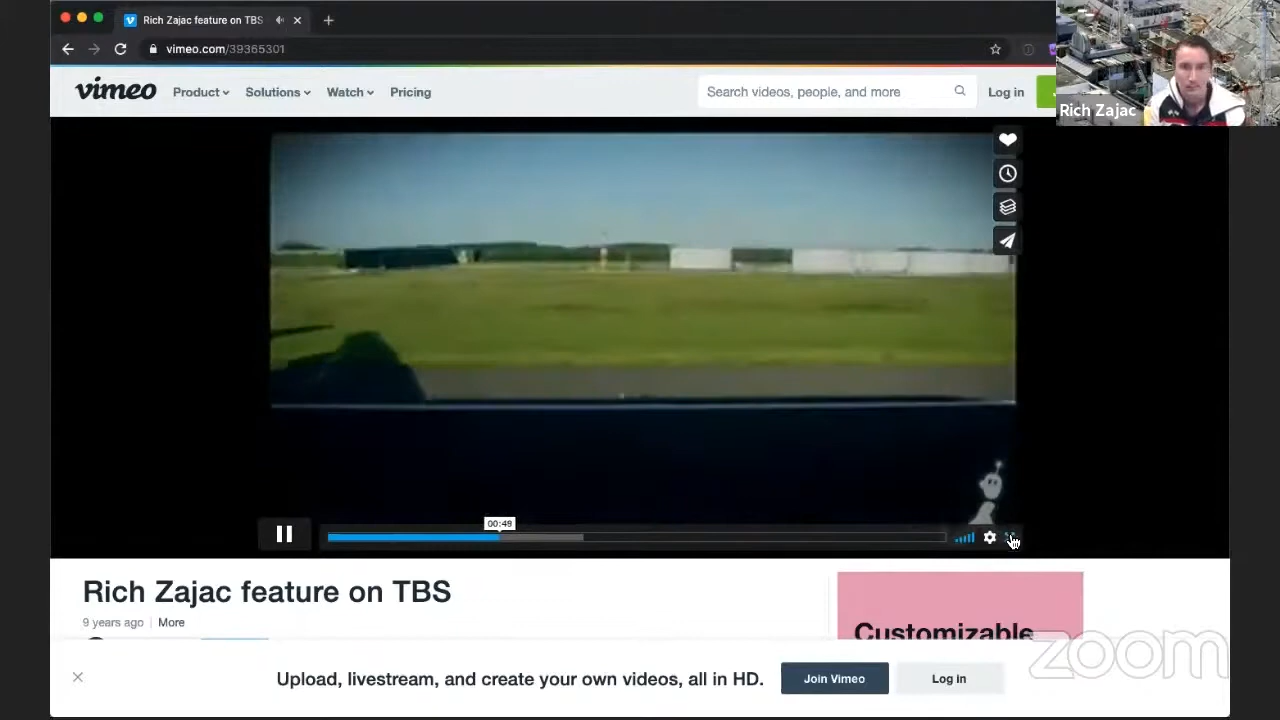 Rich Zajac feature on TBS
vimeo.com/39365301
vimeo Product Solutions Watch Pricing
Search videos, people, and more
Log in
Rich Zajac
00:48
Rich Zajac feature on TBS
9 years ago More
Customizable
Upload, livestream, and create your own videos, all in HD.
Join Vimeo
Log in
zoom